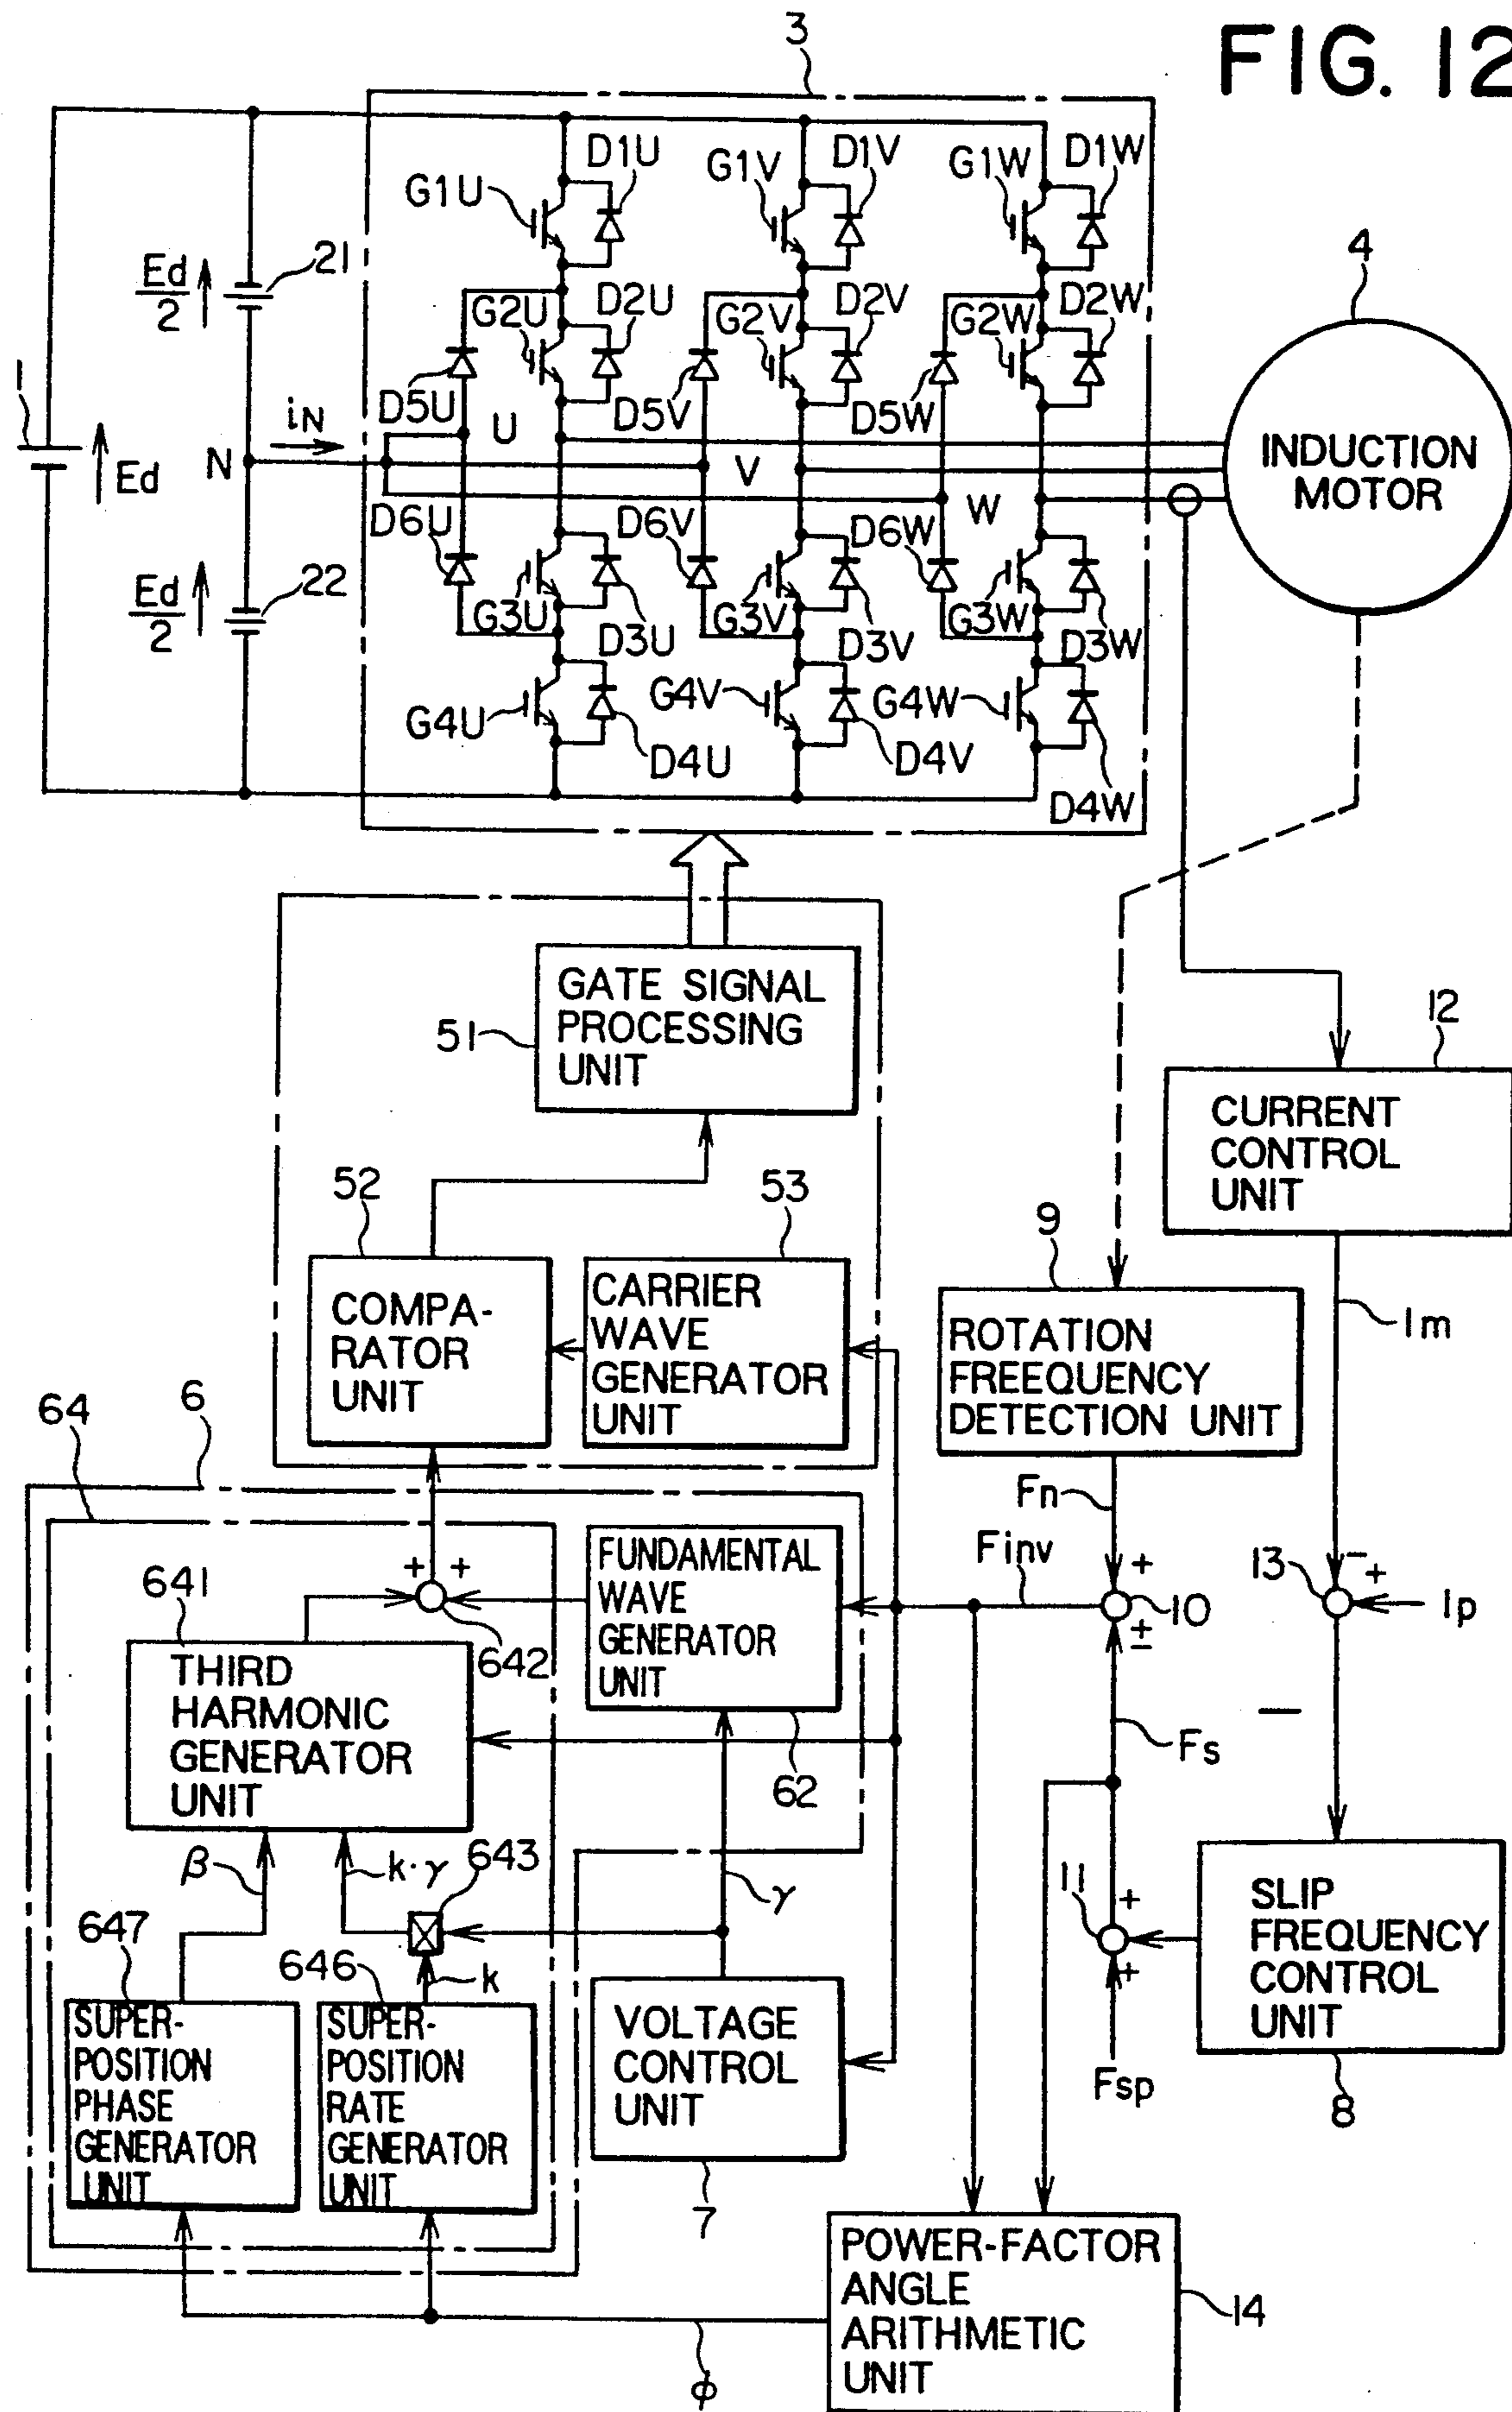 FIG. 12
3
D1U
D1V
D1W
G1U
G1V
G1W
4
Ed
2
21
G2U
D2U
G2V
D2V
G2W
D2W
1
D5U
D5V
D5W
iN
U
INDUCTION
MOTOR
Ed
N
V
W
D6U
D6V
D6W
Ed
2
22
G3U
D3U
G3V
D3V
G3W
D3W
G4U
D4U
G4V
D4V
G4W
D4W
GATE SIGNAL
PROCESSING
UNIT
51
12
CURRENT
CONTROL
UNIT
52
53
9
COMPA-
RATOR
UNIT
CARRIER
WAVE
GENERATOR
UNIT
ROTATION
FREEQUENCY
DETECTION UNIT
Im
64
6
Fn
Finv
+
+
+
-
+
13
10
±
Ip
641
642
FUNDAMENTAL
WAVE
GENERATOR
UNIT
THIRD
HARMONIC
GENERATOR
UNIT
62
Fs
—
β
k·γ
643
γ
11
+
+
SLIP
FREQUENCY
CONTROL
UNIT
647
646
k
SUPER-
POSITION
PHASE
GENERATOR
UNIT
SUPER-
POSITION
RATE
GENERATOR
UNIT
VOLTAGE
CONTROL
UNIT
Fsp
8
7
POWER-FACTOR
ANGLE
ARITHMETIC
UNIT
14
φ